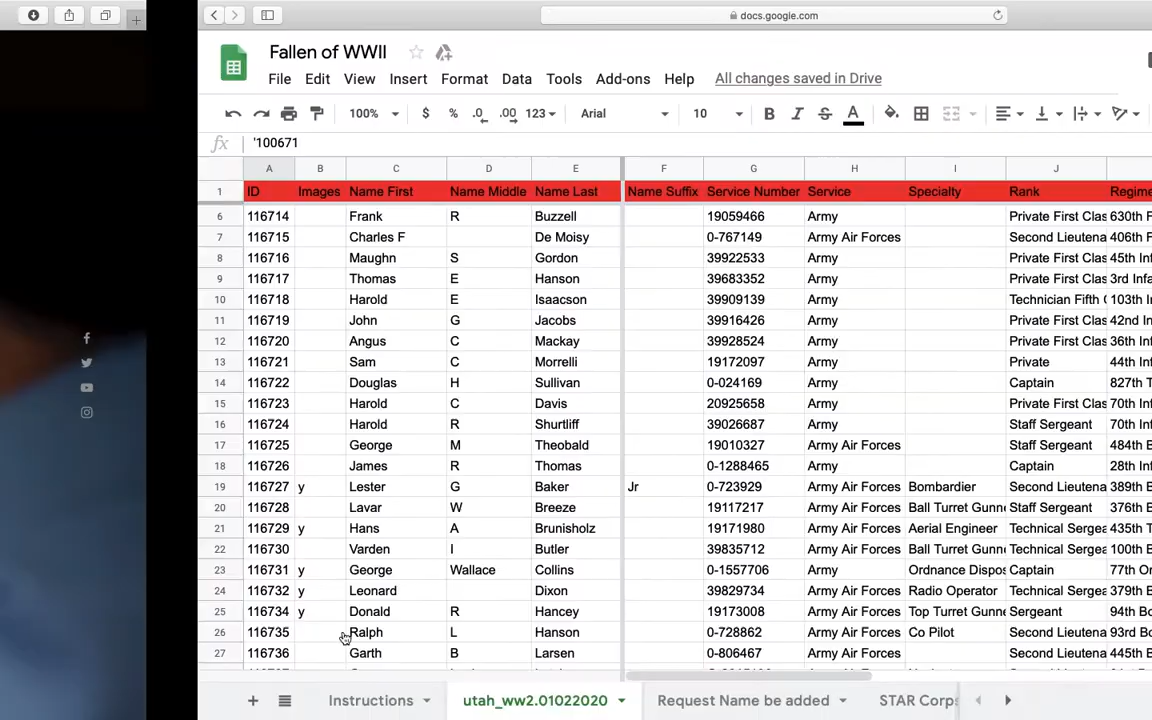 docs.google.com
Fallen of WWII
File Edit View Insert Format Data Tools Add-ons Help All changes saved in Drive
100% $ % .0 .00 123 Arial 10 B I S A
fx '100671
A B C D E F G H I J
1 ID Images Name First Name Middle Name Last Name Suffix Service Number Service Specialty Rank Regime
6 116714 Frank R Buzzell 19059466 Army Private First Clas 630th F
7 116715 Charles F De Moisy 0-767149 Army Air Forces Second Lieutena 406th F
8 116716 Maughn S Gordon 39922533 Army Private First Clas 45th Inf
9 116717 Thomas E Hanson 39683352 Army Private First Clas 3rd Infa
10 116718 Harold E Isaacson 39909139 Army Technician Fifth G 103th In
11 116719 John G Jacobs 39916426 Army Private First Clas 42nd In
12 116720 Angus C Mackay 39928524 Army Private First Clas 36th Inf
13 116721 Sam C Morrelli 19172097 Army Private 44th Inf
14 116722 Douglas H Sullivan 0-024169 Army Captain 827th T
15 116723 Harold C Davis 20925658 Army Private First Clas 70th Inf
16 116724 Harold R Shurtliff 39026687 Army Staff Sergeant 70th Inf
17 116725 George M Theobald 19010327 Army Air Forces Staff Sergeant 484th B
18 116726 James R Thomas 0-1288465 Army Captain 28th Inf
19 116727 y Lester G Baker Jr 0-723929 Army Air Forces Bombardier Second Lieutena 389th B
20 116728 Lavar W Breeze 19117217 Army Air Forces Ball Turret Gunne Staff Sergeant 376th B
21 116729 y Hans A Brunisholz 19171980 Army Air Forces Aerial Engineer Technical Sergea 435th T
22 116730 Varden I Butler 39835712 Army Air Forces Ball Turret Gunne Technical Sergea 100th B
23 116731 y George Wallace Collins 0-1557706 Army Ordnance Dispos Captain 77th Or
24 116732 y Leonard Dixon 39829734 Army Air Forces Radio Operator Technical Sergea 379th B
25 116734 y Donald R Hancey 19173008 Army Air Forces Top Turret Gunne Sergeant 94th Bo
26 116735 Ralph L Hanson 0-728862 Army Air Forces Co Pilot Second Lieutena 93rd Bo
27 116736 Garth B Larsen 0-806467 Army Air Forces Second Lieutena 445th B
Instructions utah_ww2.01022020 Request Name be added STAR Corps